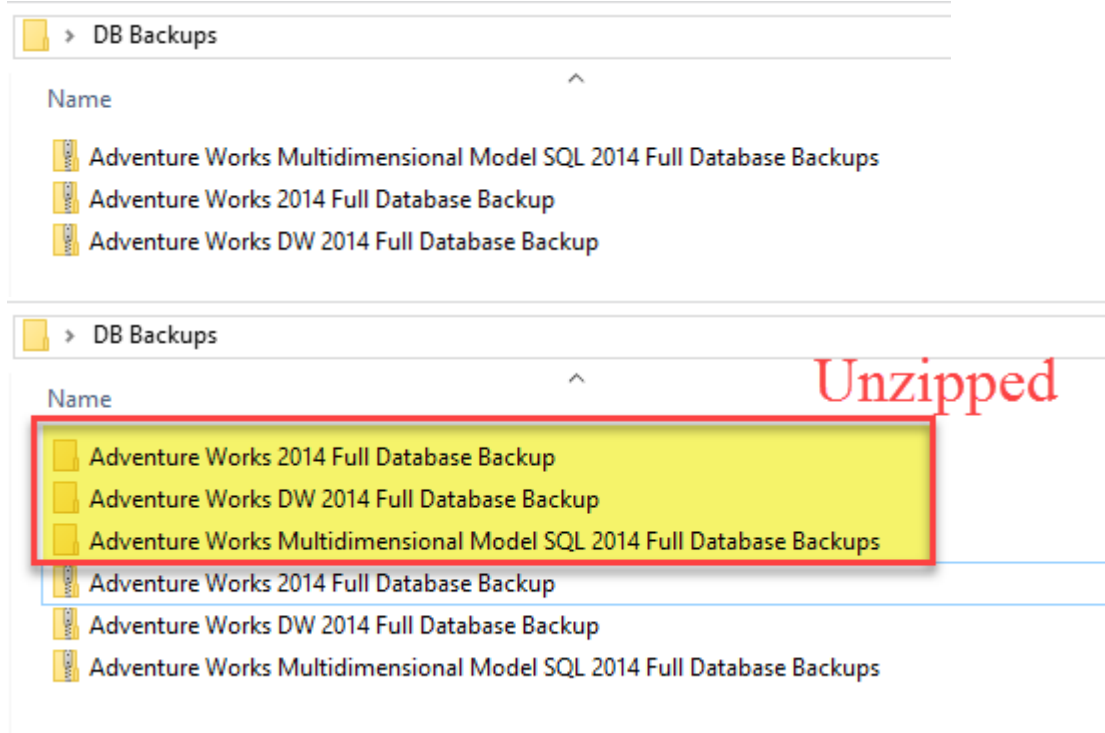 > DB Backups
Name
Adventure Works Multidimensional Model SQL 2014 Full Database Backups
Adventure Works 2014 Full Database Backup
Adventure Works DW 2014 Full Database Backup
> DB Backups
Unzipped
Name
Adventure Works 2014 Full Database Backup
Adventure Works DW 2014 Full Database Backup
Adventure Works Multidimensional Model SQL 2014 Full Database Backups
Adventure Works 2014 Full Database Backup
Adventure Works DW 2014 Full Database Backup
Adventure Works Multidimensional Model SQL 2014 Full Database Backups